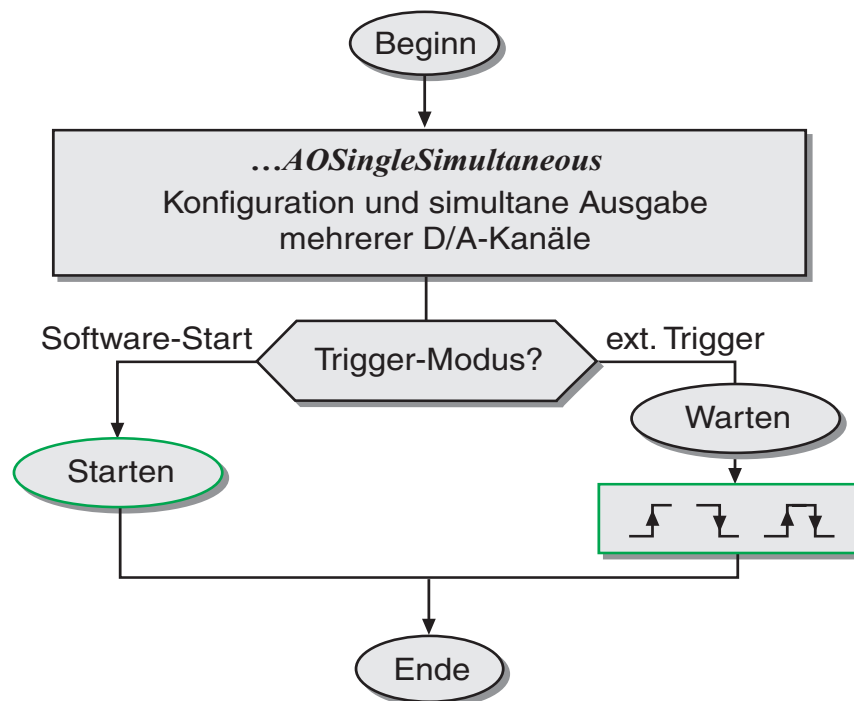 Beginn
...AOSingleSimultaneous
Konfiguration und simultane Ausgabe
mehrerer D/A-Kanäle
Software-Start
Trigger-Modus?
ext. Trigger
Warten
Starten
Ende